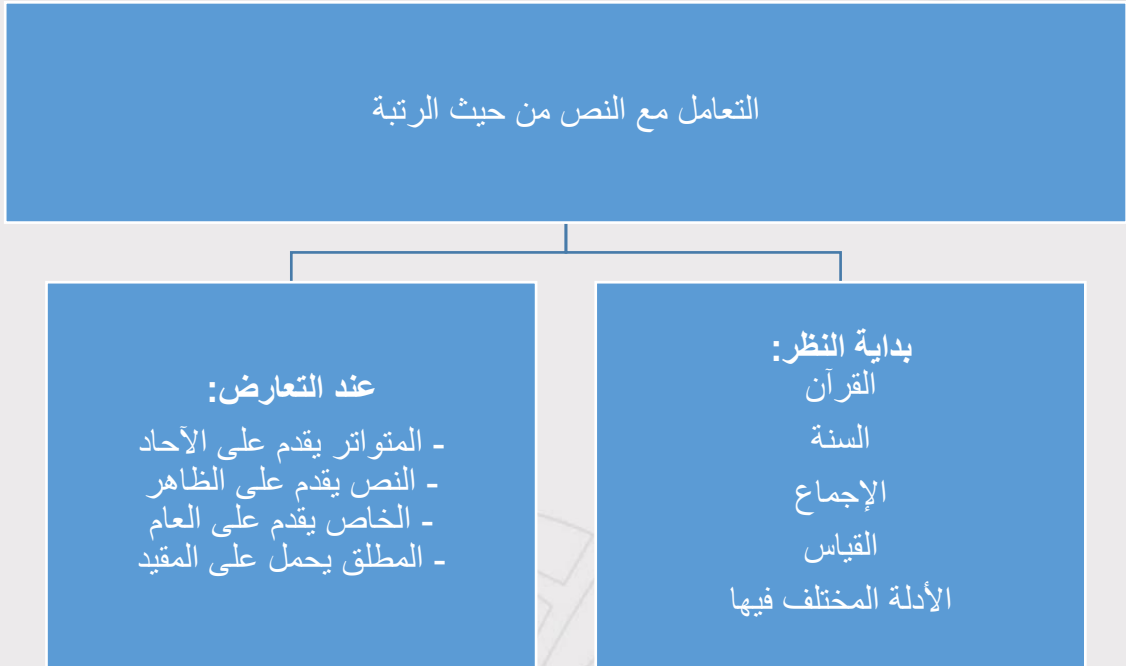 التعامل مع النص من حيث الرتبة
بداية النظر:
القرآن
السنة
الإجماع
القياس
الأدلة المختلف فيها
عند التعارض:
- المتواتر يقدم على الآحاد
- النص يقدم على الظاهر
- الخاص يقدم على العام
- المطلق يحمل على المقيد